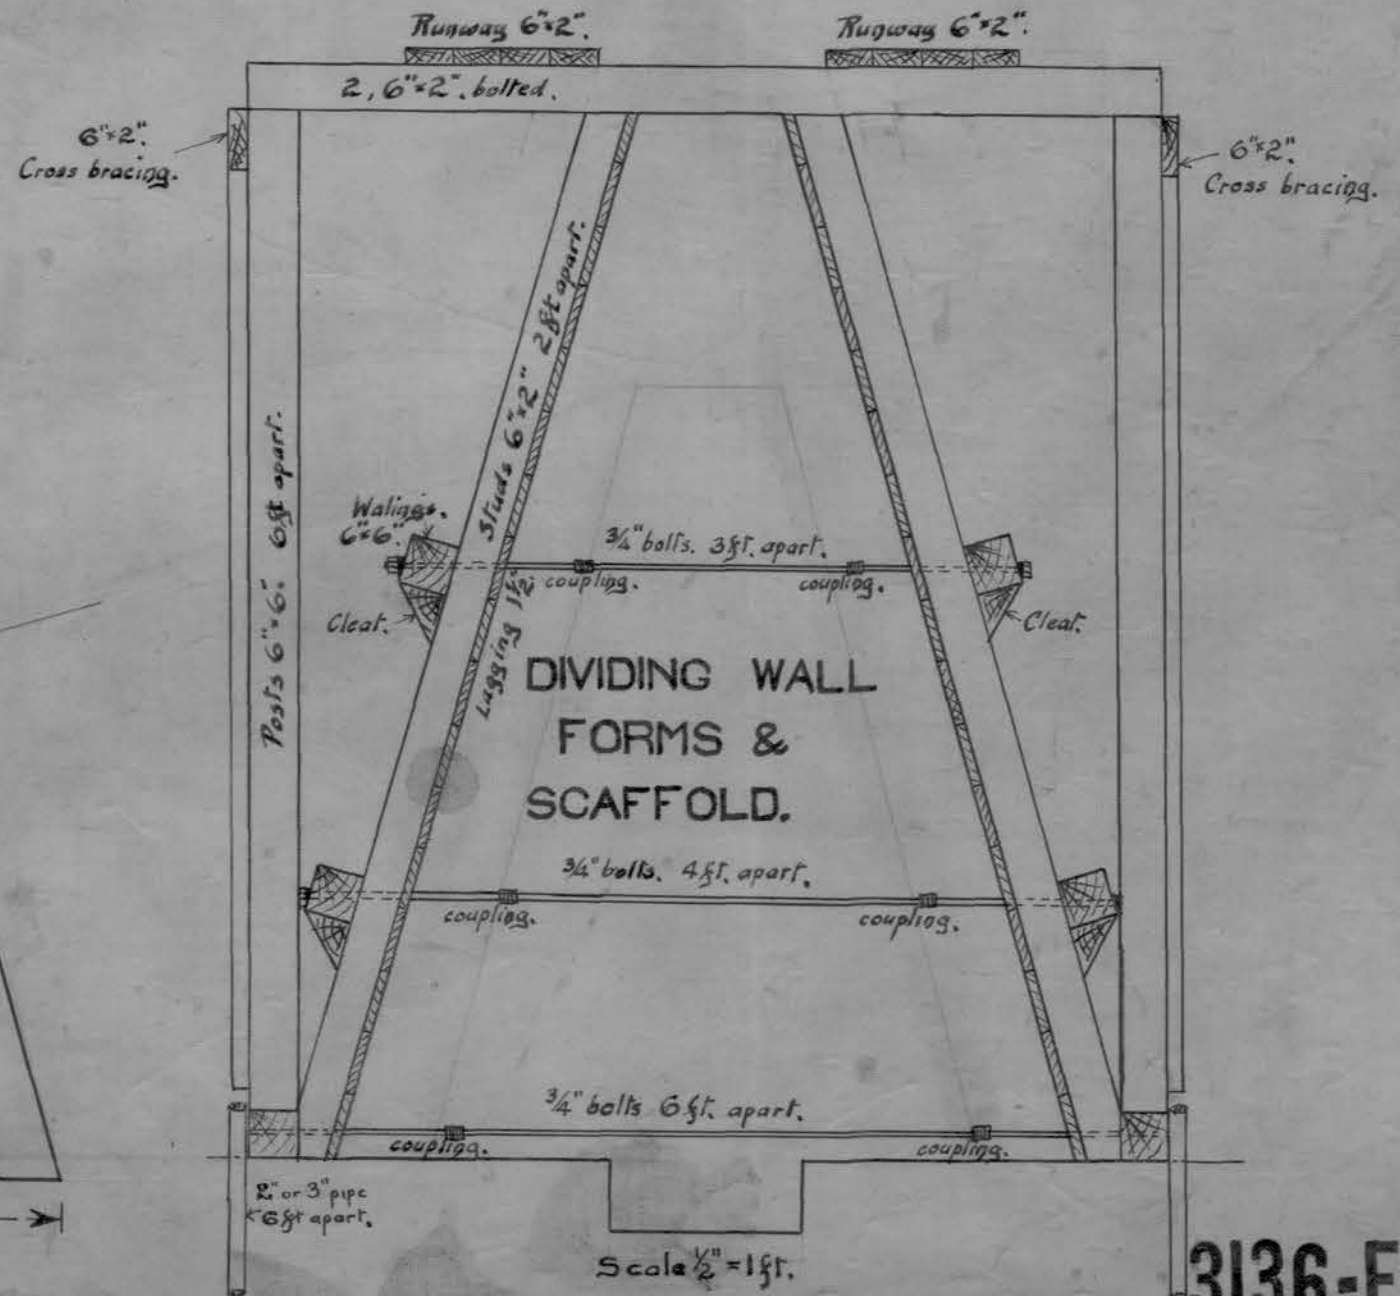 Runway 6"×2".
Runway 6"×2".
2, 6"×2". bolted.
6"×2".
Cross bracing.
6"×2".
Cross bracing.
Studs 6"×2" 2ft apart.
Posts 6"×6". 6ft apart.
Walings.
6"×6".
3/4" bolts. 3ft. apart.
coupling.
coupling.
Cleat.
Cleat.
Lagging 1½"
DIVIDING WALL
FORMS &
SCAFFOLD.
3/4" bolts. 4ft. apart.
coupling.
coupling.
3/4" bolts 6ft. apart.
coupling.
coupling.
2" or 3" pipe
6ft apart.
Scale ½" = 1ft.
3136-E